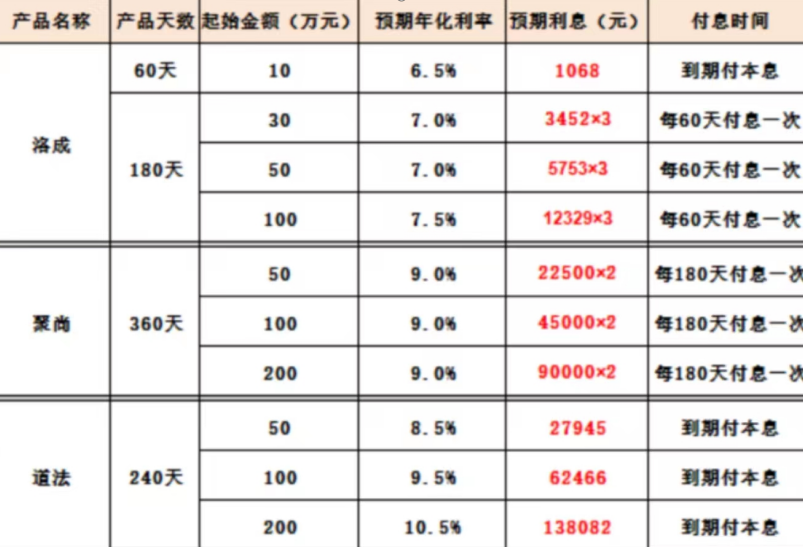 产品名称 产品天数 起始金额（万元） 预期年化利率 预期利息（元） 付息时间
洛成 60天 10 6.5% 1068 到期付本息
180天 30 7.0% 3452×3 每60天付息一次
50 7.0% 5753×3 每60天付息一次
100 7.5% 12329×3 每60天付息一次
聚尚 360天 50 9.0% 22500×2 每180天付息一次
100 9.0% 45000×2 每180天付息一次
200 9.0% 90000×2 每180天付息一次
道法 240天 50 8.5% 27945 到期付本息
100 9.5% 62466 到期付本息
200 10.5% 138082 到期付本息